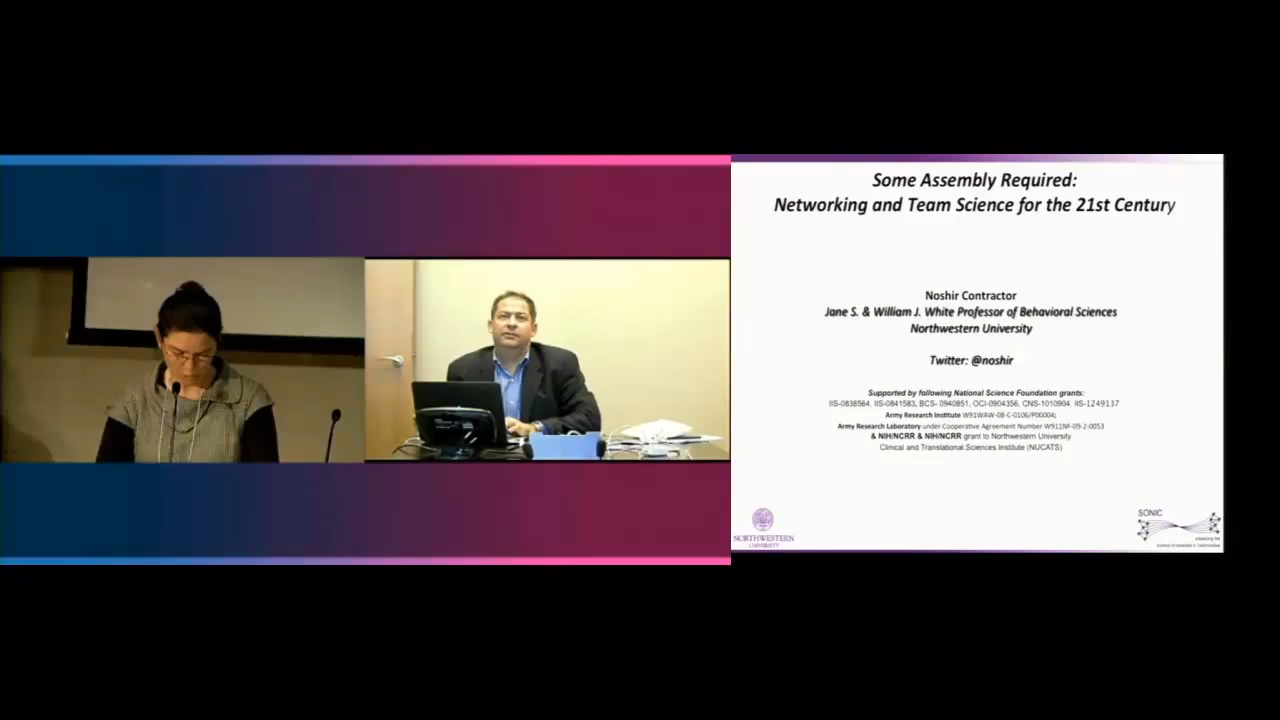 Some Assembly Required:
Networking and Team Science for the 21st Century
Noshir Contractor
Jane S. & William J. White Professor of Behavioral Sciences
Northwestern University
Twitter: @noshir
Supported by following National Science Foundation grants:
IIS-0838564, IIS-0841583, BCS- 0940851, OCI-0904356, CNS-1010904, IIS-1249137
Army Research Institute W91WAW-08-C-0106/P00004;
Army Research Laboratory under Cooperative Agreement Number W911NF-09-2-0053
& NIH/NCRR & NIH/NCRR grant to Northwestern University
Clinical and Translational Sciences Institute (NUCATS)
NORTHWESTERN
UNIVERSITY
SONIC